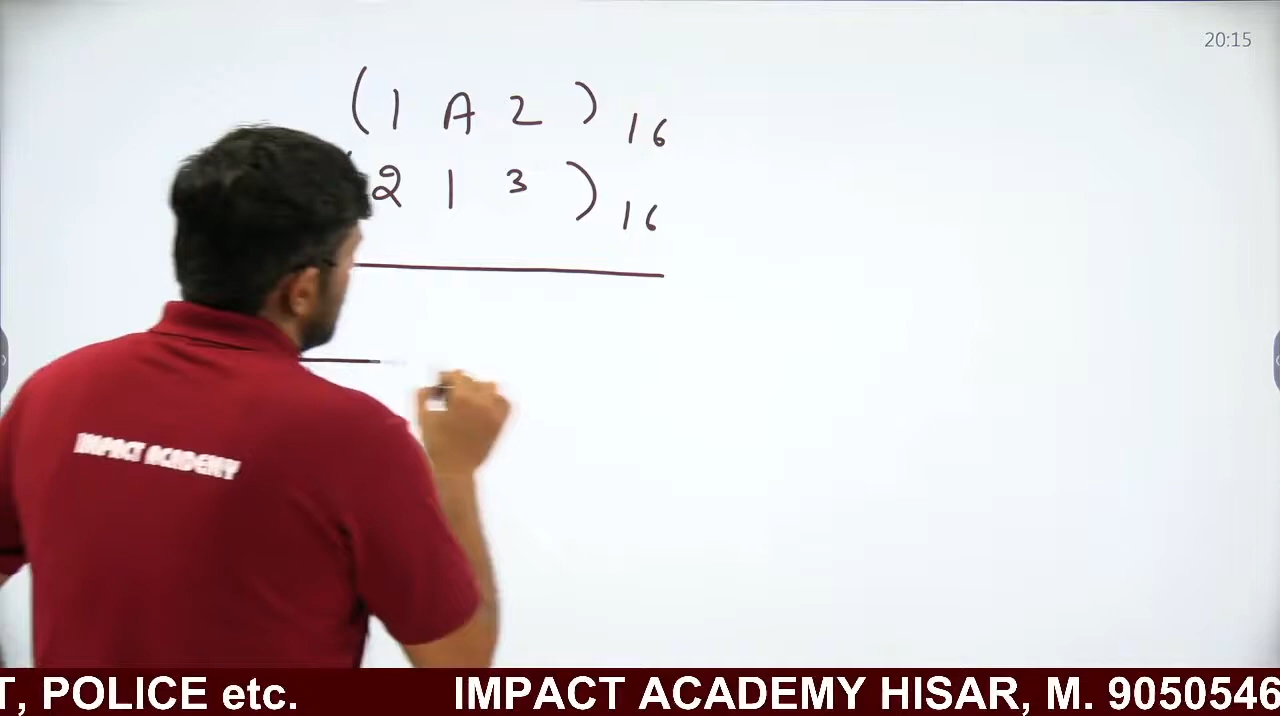 20:15
(1 A 2)16
2 1 3)16
IMPACT ACADEMY
T, POLICE etc. IMPACT ACADEMY HISAR, M. 9050546